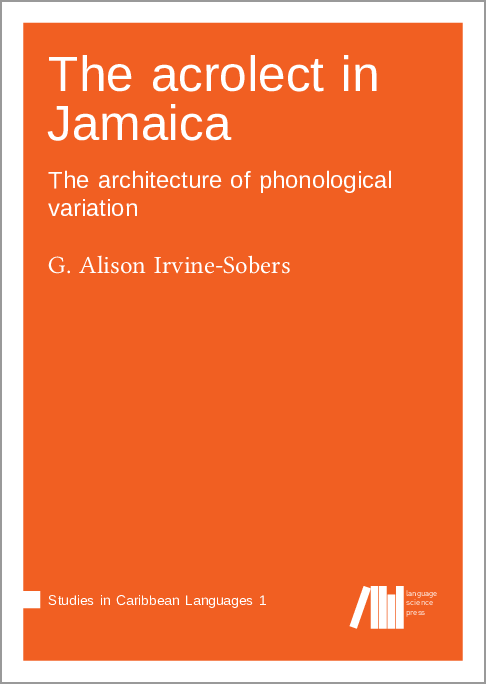 The acrolect in
Jamaica
The architecture of phonological
variation
G. Alison Irvine-Sobers
Studies in Caribbean Languages 1
language
science
press